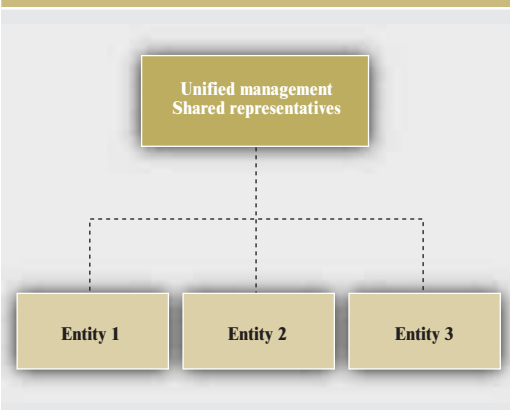 Unified management
Shared representatives
Entity 1
Entity 2
Entity 3